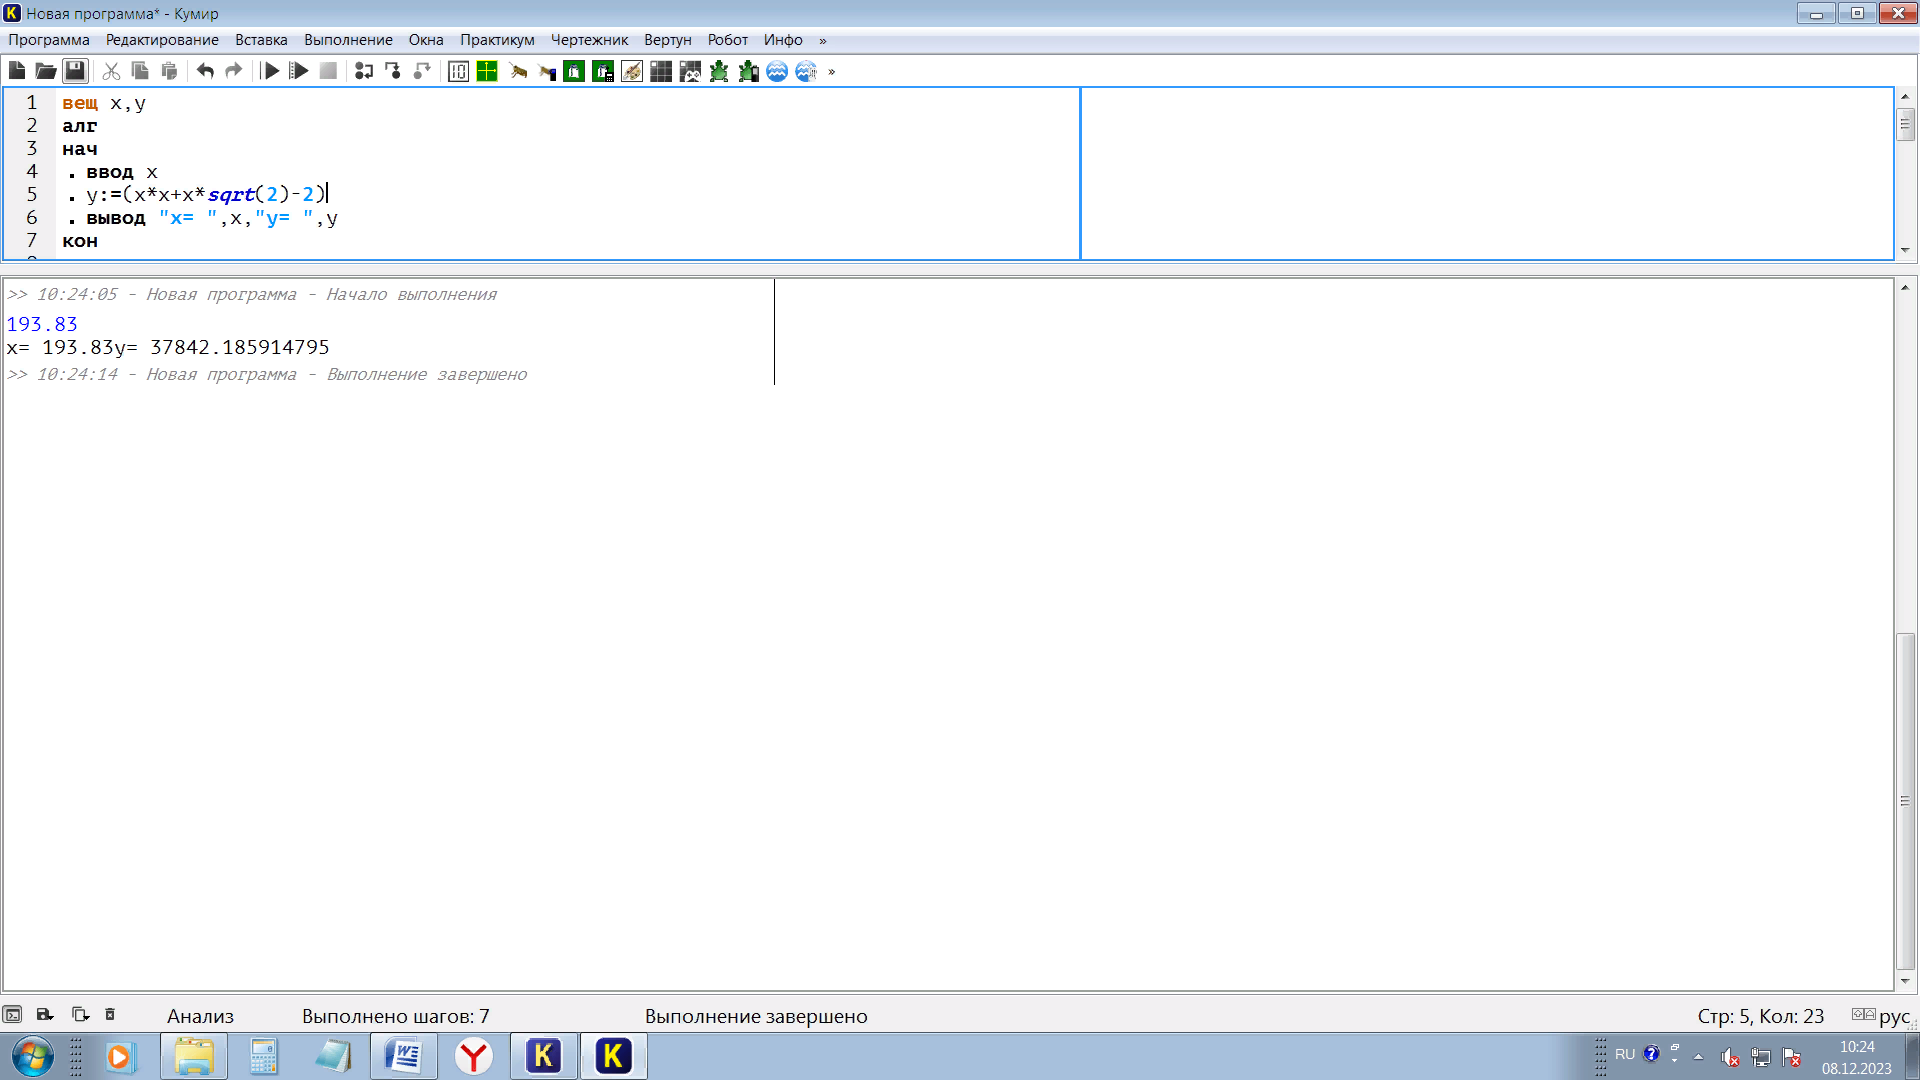 Новая программа* - Кумир
Программа Редактирование Вставка Выполнение Окна Практикум Чертежник Вертун Робот Инфо »
»
1 вещ x,y
2 алг
3 нач
4 . ввод x
5 . y:=(x*x+x*sqrt(2)-2)
6 . вывод "x= ",x,"y= ",y
7 кон
>> 10:24:05 - Новая программа - Начало выполнения
193.83
x= 193.83y= 37842.185914795
>> 10:24:14 - Новая программа - Выполнение завершено
Анализ Выполнено шагов: 7 Выполнение завершено Стр: 5, Кол: 23 рус
RU 10:24
08.12.2023